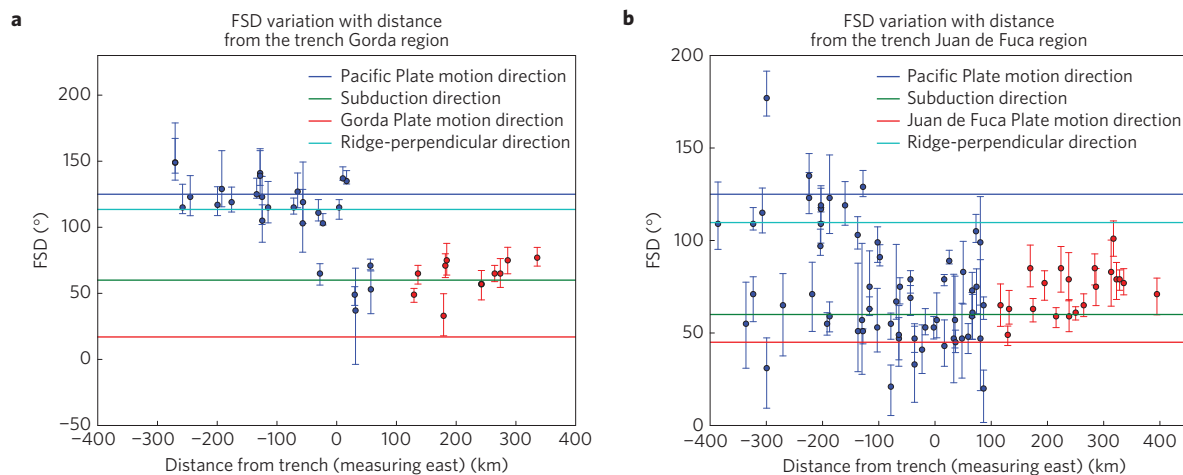 a
FSD variation with distance
from the trench Gorda region
Pacific Plate motion direction
Subduction direction
Gorda Plate motion direction
Ridge-perpendicular direction
FSD (°)
200
150
100
50
0
−50
−400 −300 −200 −100 0 100 200 300 400
Distance from trench (measuring east) (km)
b
FSD variation with distance
from the trench Juan de Fuca region
Pacific Plate motion direction
Subduction direction
Juan de Fuca Plate motion direction
Ridge-perpendicular direction
FSD (°)
200
150
100
50
0
−400 −300 −200 −100 0 100 200 300 400
Distance from trench (measuring east) (km)